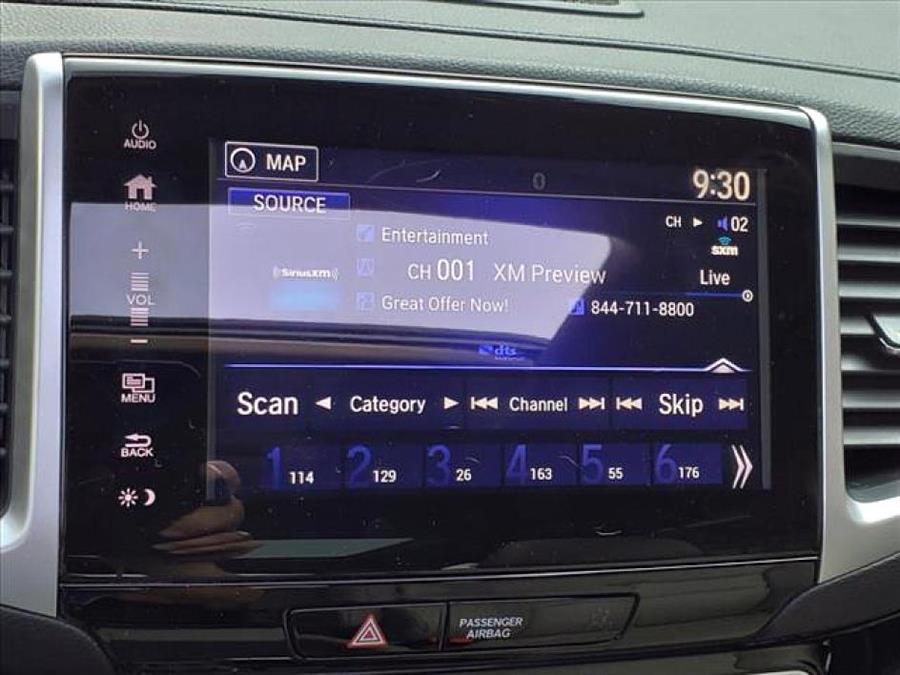 AUDIO
MAP
9:30
HOME
SOURCE
CH 02
sxm
Entertainment
((SiriusXM))
CH 001 XM Preview
Live
+
VOL
-
Great Offer Now!
844-711-8800
dts
MENU
Scan Category Channel Skip
BACK
1 114 2 129 3 26 4 163 5 55 6 176
PASSENGER
AIRBAG